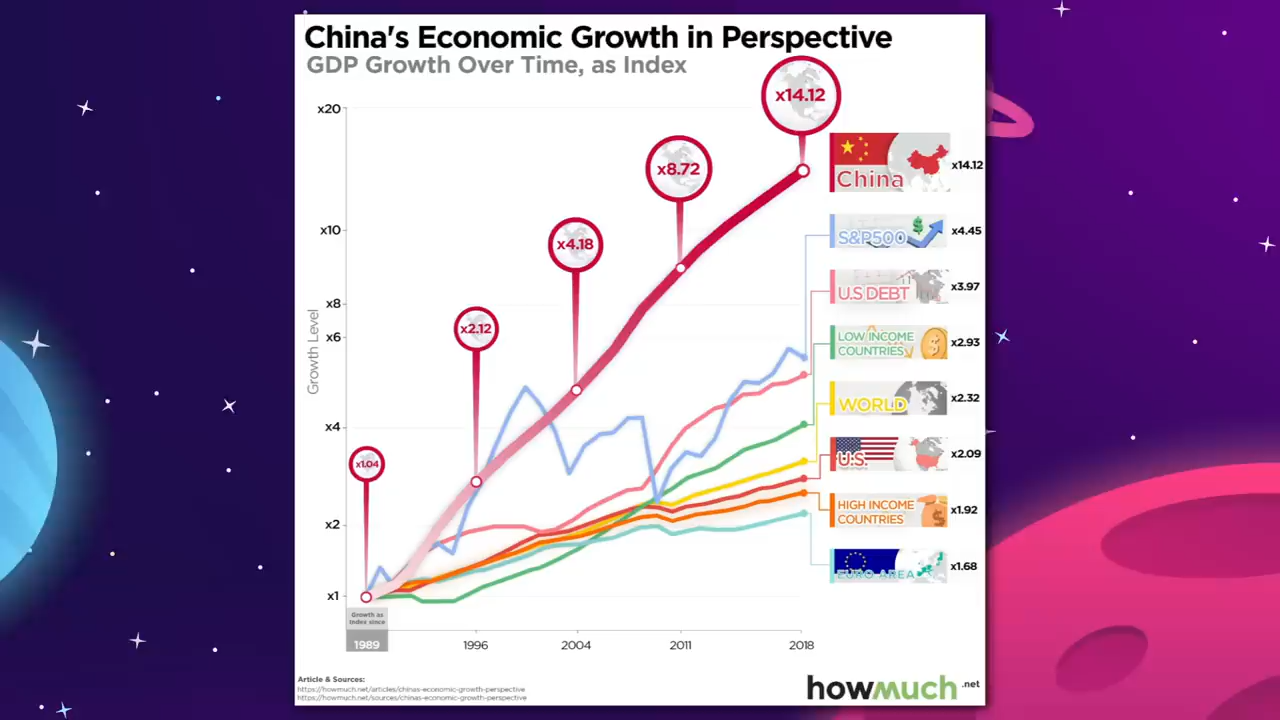 China's Economic Growth in Perspective
GDP Growth Over Time, as Index
x20
x10
x8
x6
x4
x2
x1
Growth Level
x1.04
x2.12
x4.18
x8.72
x14.12
China
x14.12
S&P500
x4.45
U.S DEBT
x3.97
LOW INCOME
COUNTRIES
x2.93
WORLD
x2.32
U.S.
x2.09
HIGH INCOME
COUNTRIES
x1.92
EURO AREA
x1.68
Growth as
Index since
1989
1996
2004
2011
2018
Article & Sources:
https://howmuch.net/articles/chinas-economic-growth-perspective
https://howmuch.net/sources/chinas-economic-growth-perspective
howmuch.net